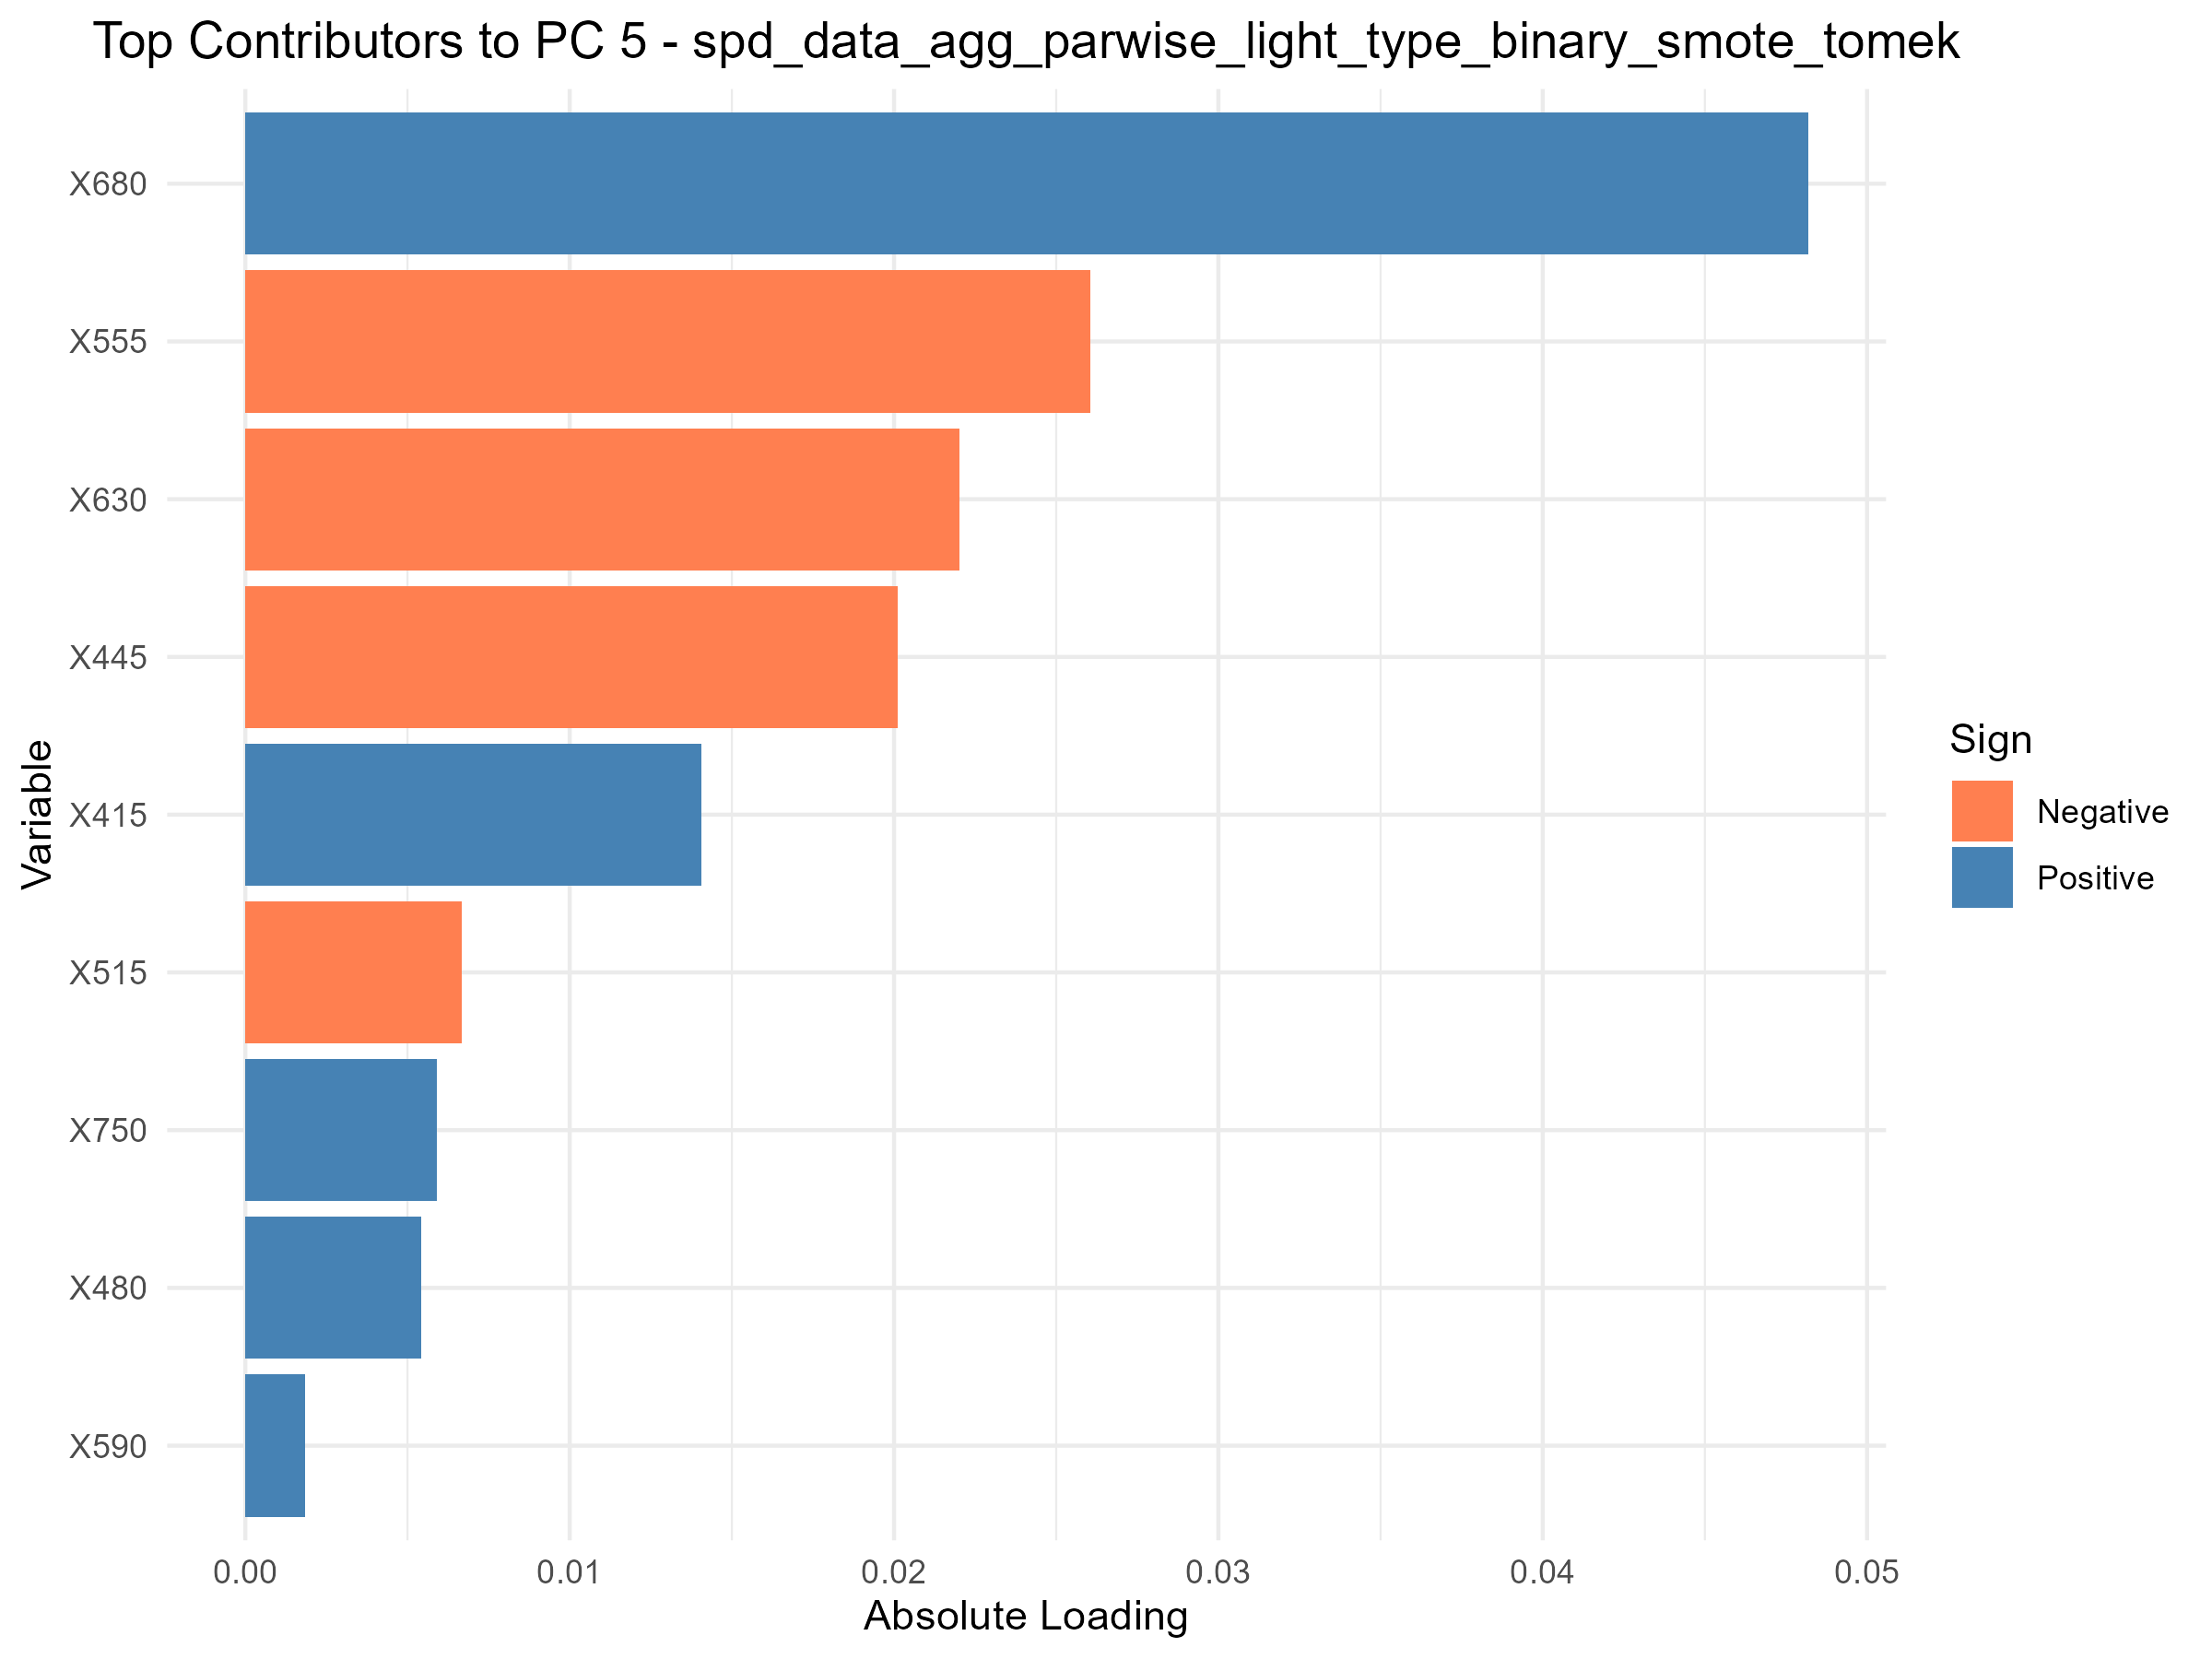 Top Contributors to PC 5 - spd_data_agg_parwise_light_type_binary_smote_tomek
Variable
X680
X555
X630
X445
X415
X515
X750
X480
X590
0.00 0.01 0.02 0.03 0.04 0.05
Absolute Loading
Sign
Negative
Positive